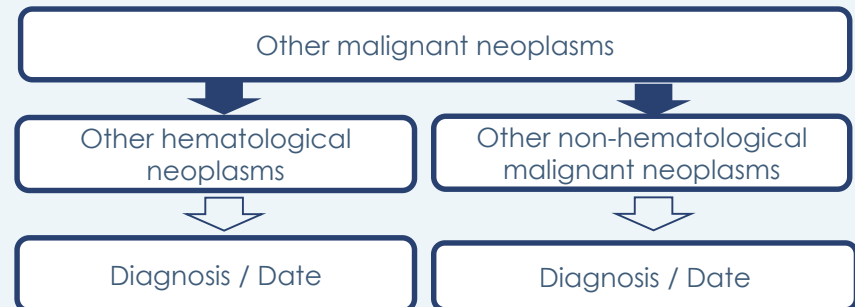 Other malignant neoplasms
Other hematological
neoplasms
Other non-hematological
malignant neoplasms
Diagnosis / Date
Diagnosis / Date